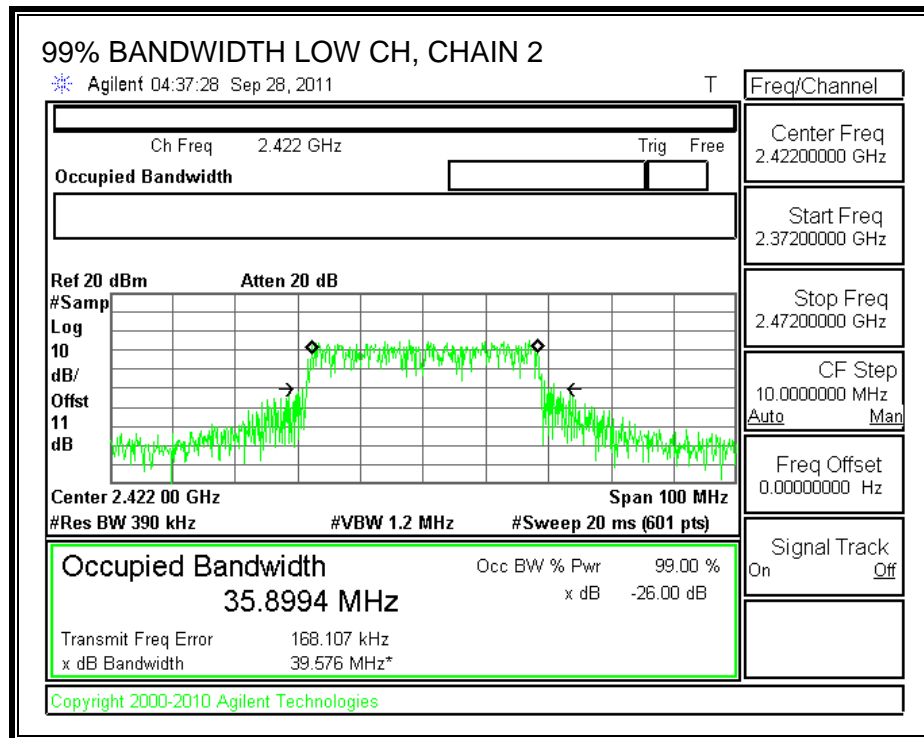 99% BANDWIDTH LOW CH, CHAIN 2
Agilent 04:37:28 Sep 28, 2011 T
Freq/Channel
Ch Freq 2.422 GHz Trig Free
Occupied Bandwidth
Center Freq
2.42200000 GHz
Start Freq
2.37200000 GHz
Stop Freq
2.47200000 GHz
CF Step
10.0000000 MHz
Auto Man
Freq Offset
0.00000000 Hz
Signal Track
On Off
Ref 20 dBm Atten 20 dB
#Samp
Log
10
dB/
Offst
11
dB
Center 2.422 00 GHz Span 100 MHz
#Res BW 390 kHz #VBW 1.2 MHz #Sweep 20 ms (601 pts)
Occupied Bandwidth
35.8994 MHz
Occ BW % Pwr 99.00 %
x dB -26.00 dB
Transmit Freq Error 168.107 kHz
x dB Bandwidth 39.576 MHz*
Copyright 2000-2010 Agilent Technologies